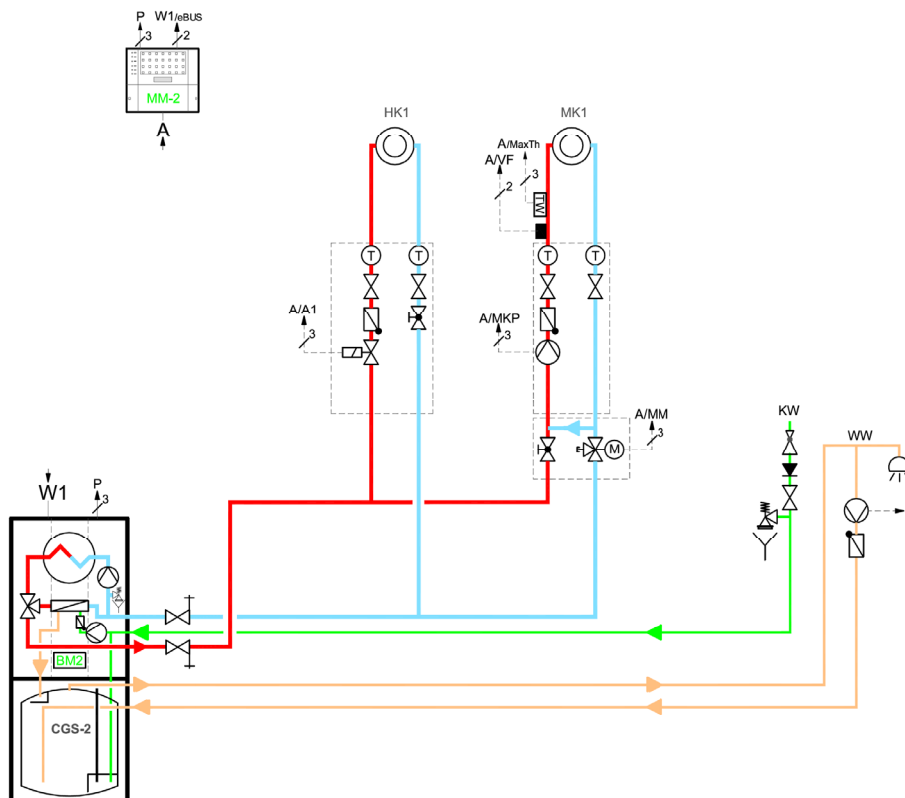 P W1/eBUS
3 2
MM-2
A
HK1 MK1
A/MaxTh
A/VF
3
2
TW
T T T T
A/A1 A/MKP
3 3
A/MM
M 3
KW
WW
W1 P
3
BM2
CGS-2